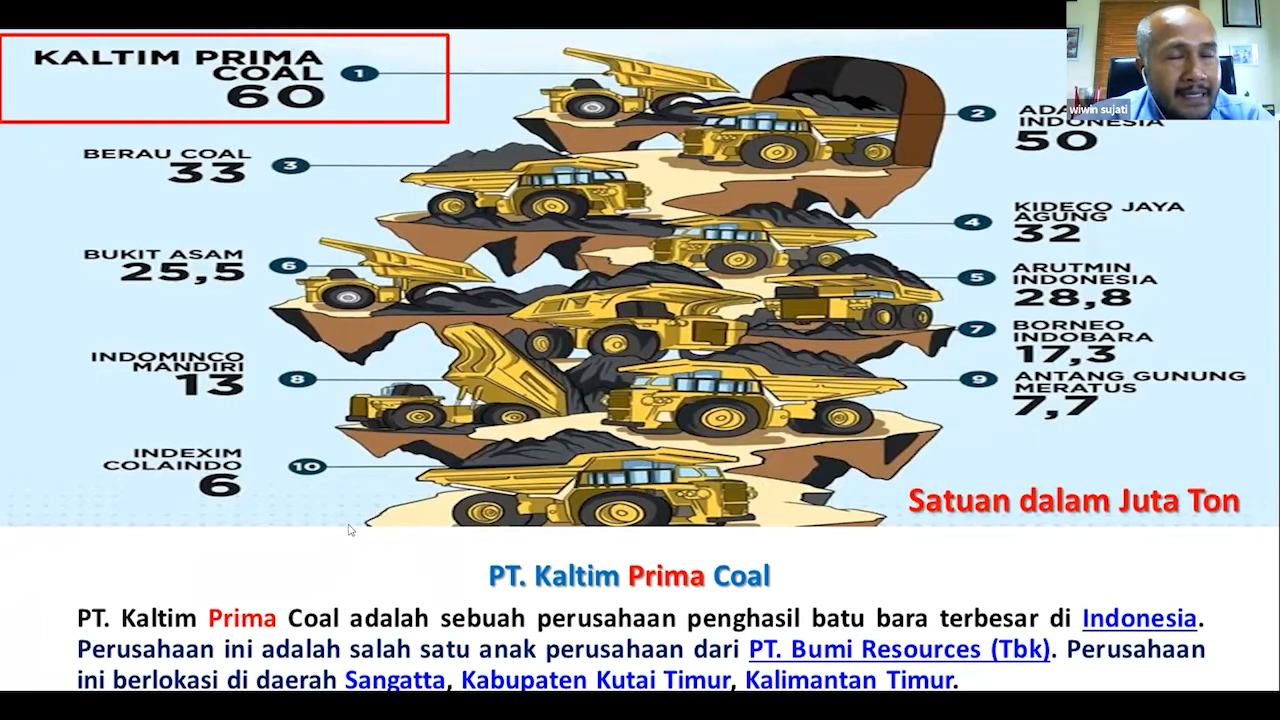 KALTIM PRIMA
COAL
60
1
wiwin sujati
2
INDONESIA
50
BERAU COAL
33
3
4
KIDECO JAYA
AGUNG
32
BUKIT ASAM
25,5
6
5
ARUTMIN
INDONESIA
28,8
7
BORNEO
INDOBARA
17,3
INDOMINCO
MANDIRI
13
8
9
ANTANG GUNUNG
MERATUS
7,7
INDEXIM
COLAINDO
6
10
Satuan dalam Juta Ton
PT. Kaltim Prima Coal
PT. Kaltim Prima Coal adalah sebuah perusahaan penghasil batu bara terbesar di Indonesia.
Perusahaan ini adalah salah satu anak perusahaan dari PT. Bumi Resources (Tbk). Perusahaan
ini berlokasi di daerah Sangatta, Kabupaten Kutai Timur, Kalimantan Timur.